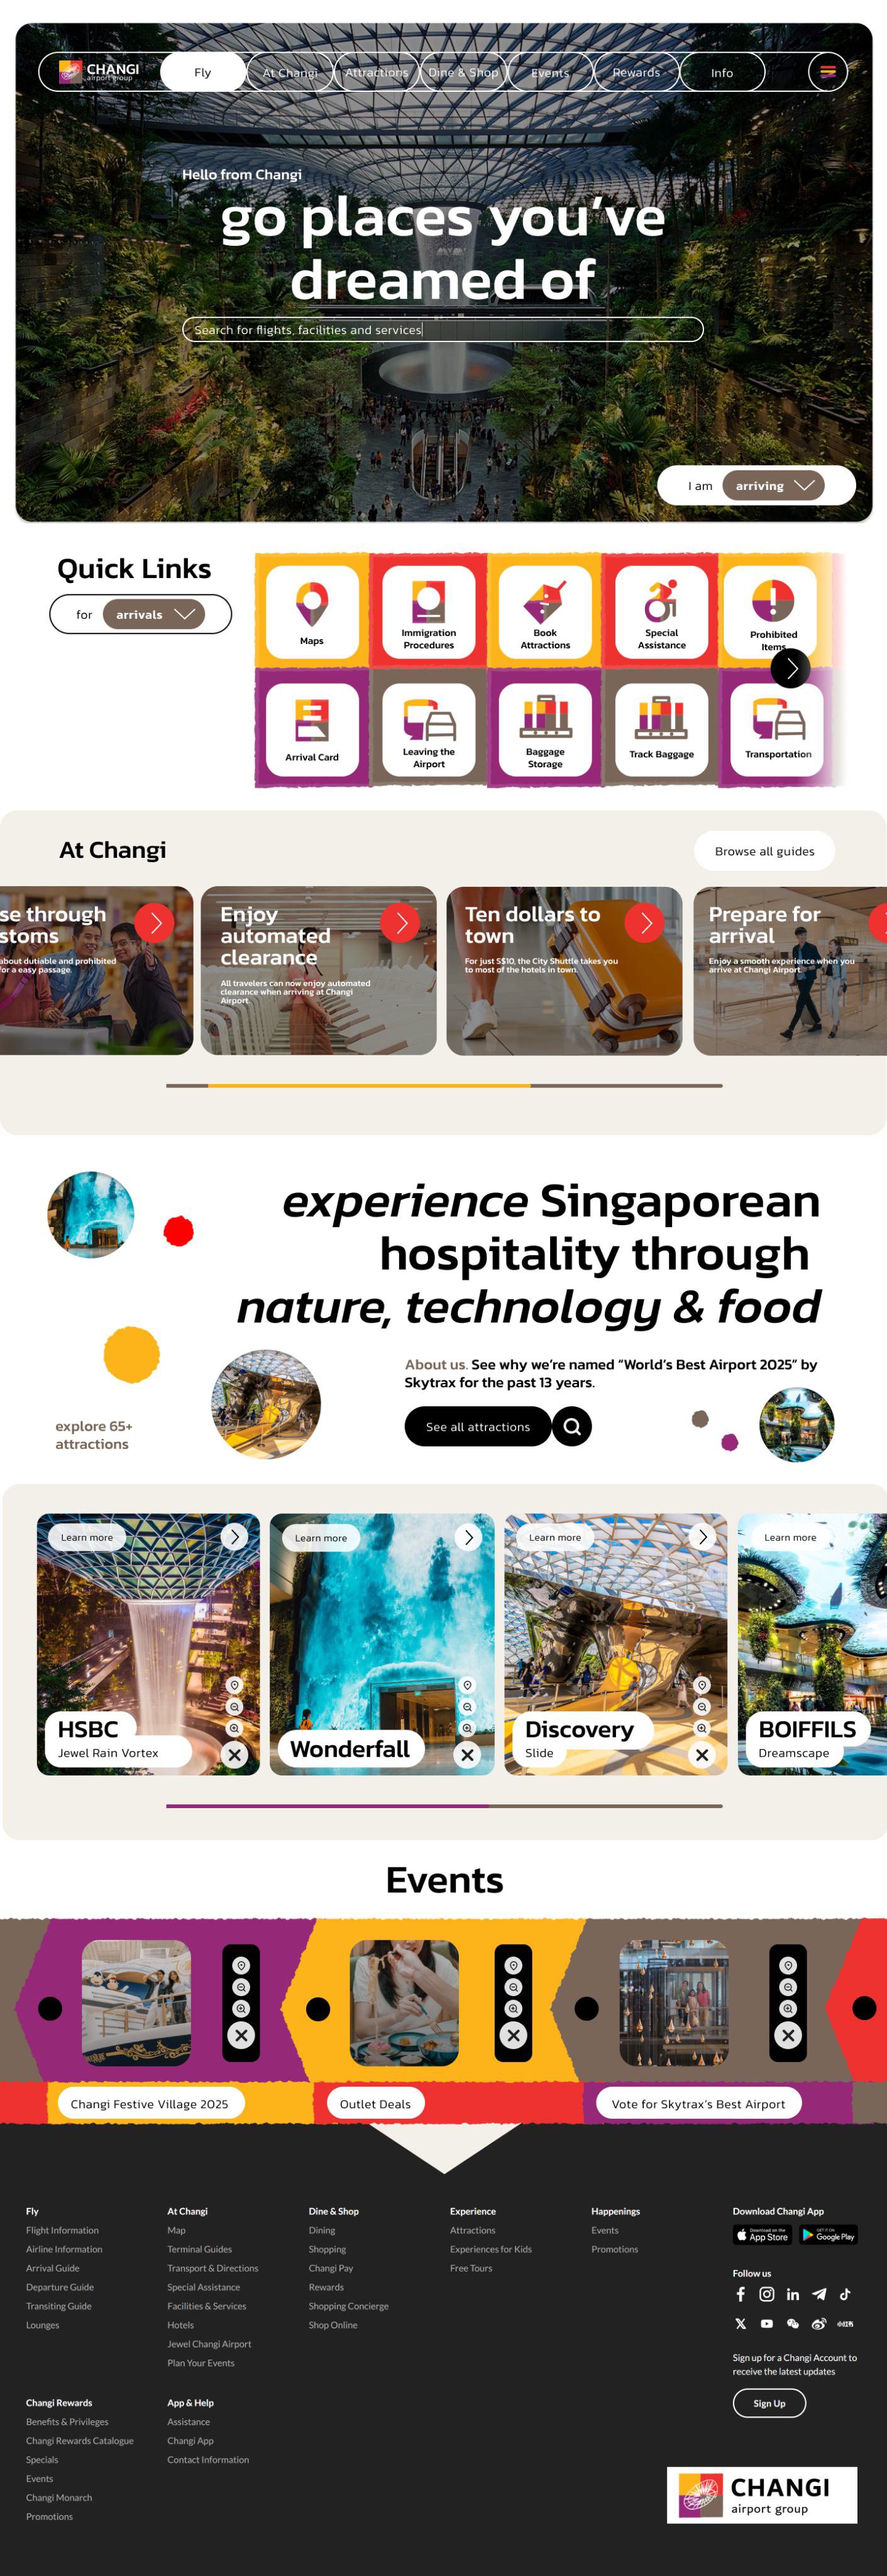 CHANGI
airport group
Fly
At Changi
Attractions
Dine & Shop
Events
Rewards
Info
Hello from Changi
go places you've
dreamed of
Search for flights, facilities and services
I am
arriving
Quick Links
for
arrivals
Maps
Immigration
Procedures
Book
Attractions
Special
Assistance
Prohibited
Items
Arrival Card
Leaving the
Airport
Baggage
Storage
Track Baggage
Transportation
At Changi
Browse all guides
se through
stoms
about dutiable and prohibited
for a easy passage.
Enjoy
automated
clearance
All travelers can now enjoy automated
clearance when arriving at Changi
Airport.
Ten dollars to
town
For just S$10, the City Shuttle takes you
to most of the hotels in town.
Prepare for
arrival
Enjoy a smooth experience when you
arrive at Changi Airport.
experience Singaporean
hospitality through
nature, technology & food
About us. See why we're named "World's Best Airport 2025" by
Skytrax for the past 13 years.
explore 65+
attractions
See all attractions
Learn more
HSBC
Jewel Rain Vortex
Learn more
Wonderfall
Learn more
Discovery
Slide
Learn more
BOIFFILS
Dreamscape
Events
Changi Festive Village 2025
Outlet Deals
Vote for Skytrax's Best Airport
Fly
Flight Information
Airline Information
Arrival Guide
Departure Guide
Transiting Guide
Lounges
At Changi
Map
Terminal Guides
Transport & Directions
Special Assistance
Facilities & Services
Hotels
Jewel Changi Airport
Plan Your Events
Dine & Shop
Dining
Shopping
Changi Pay
Rewards
Shopping Concierge
Shop Online
Experience
Attractions
Experiences for Kids
Free Tours
Happenings
Events
Promotions
Download Changi App
Download on the
App Store
GET IT ON
Google Play
Follow us
Sign up for a Changi Account to
receive the latest updates
Sign Up
Changi Rewards
Benefits & Privileges
Changi Rewards Catalogue
Specials
Events
Changi Monarch
Promotions
App & Help
Assistance
Changi App
Contact Information
CHANGI
airport group